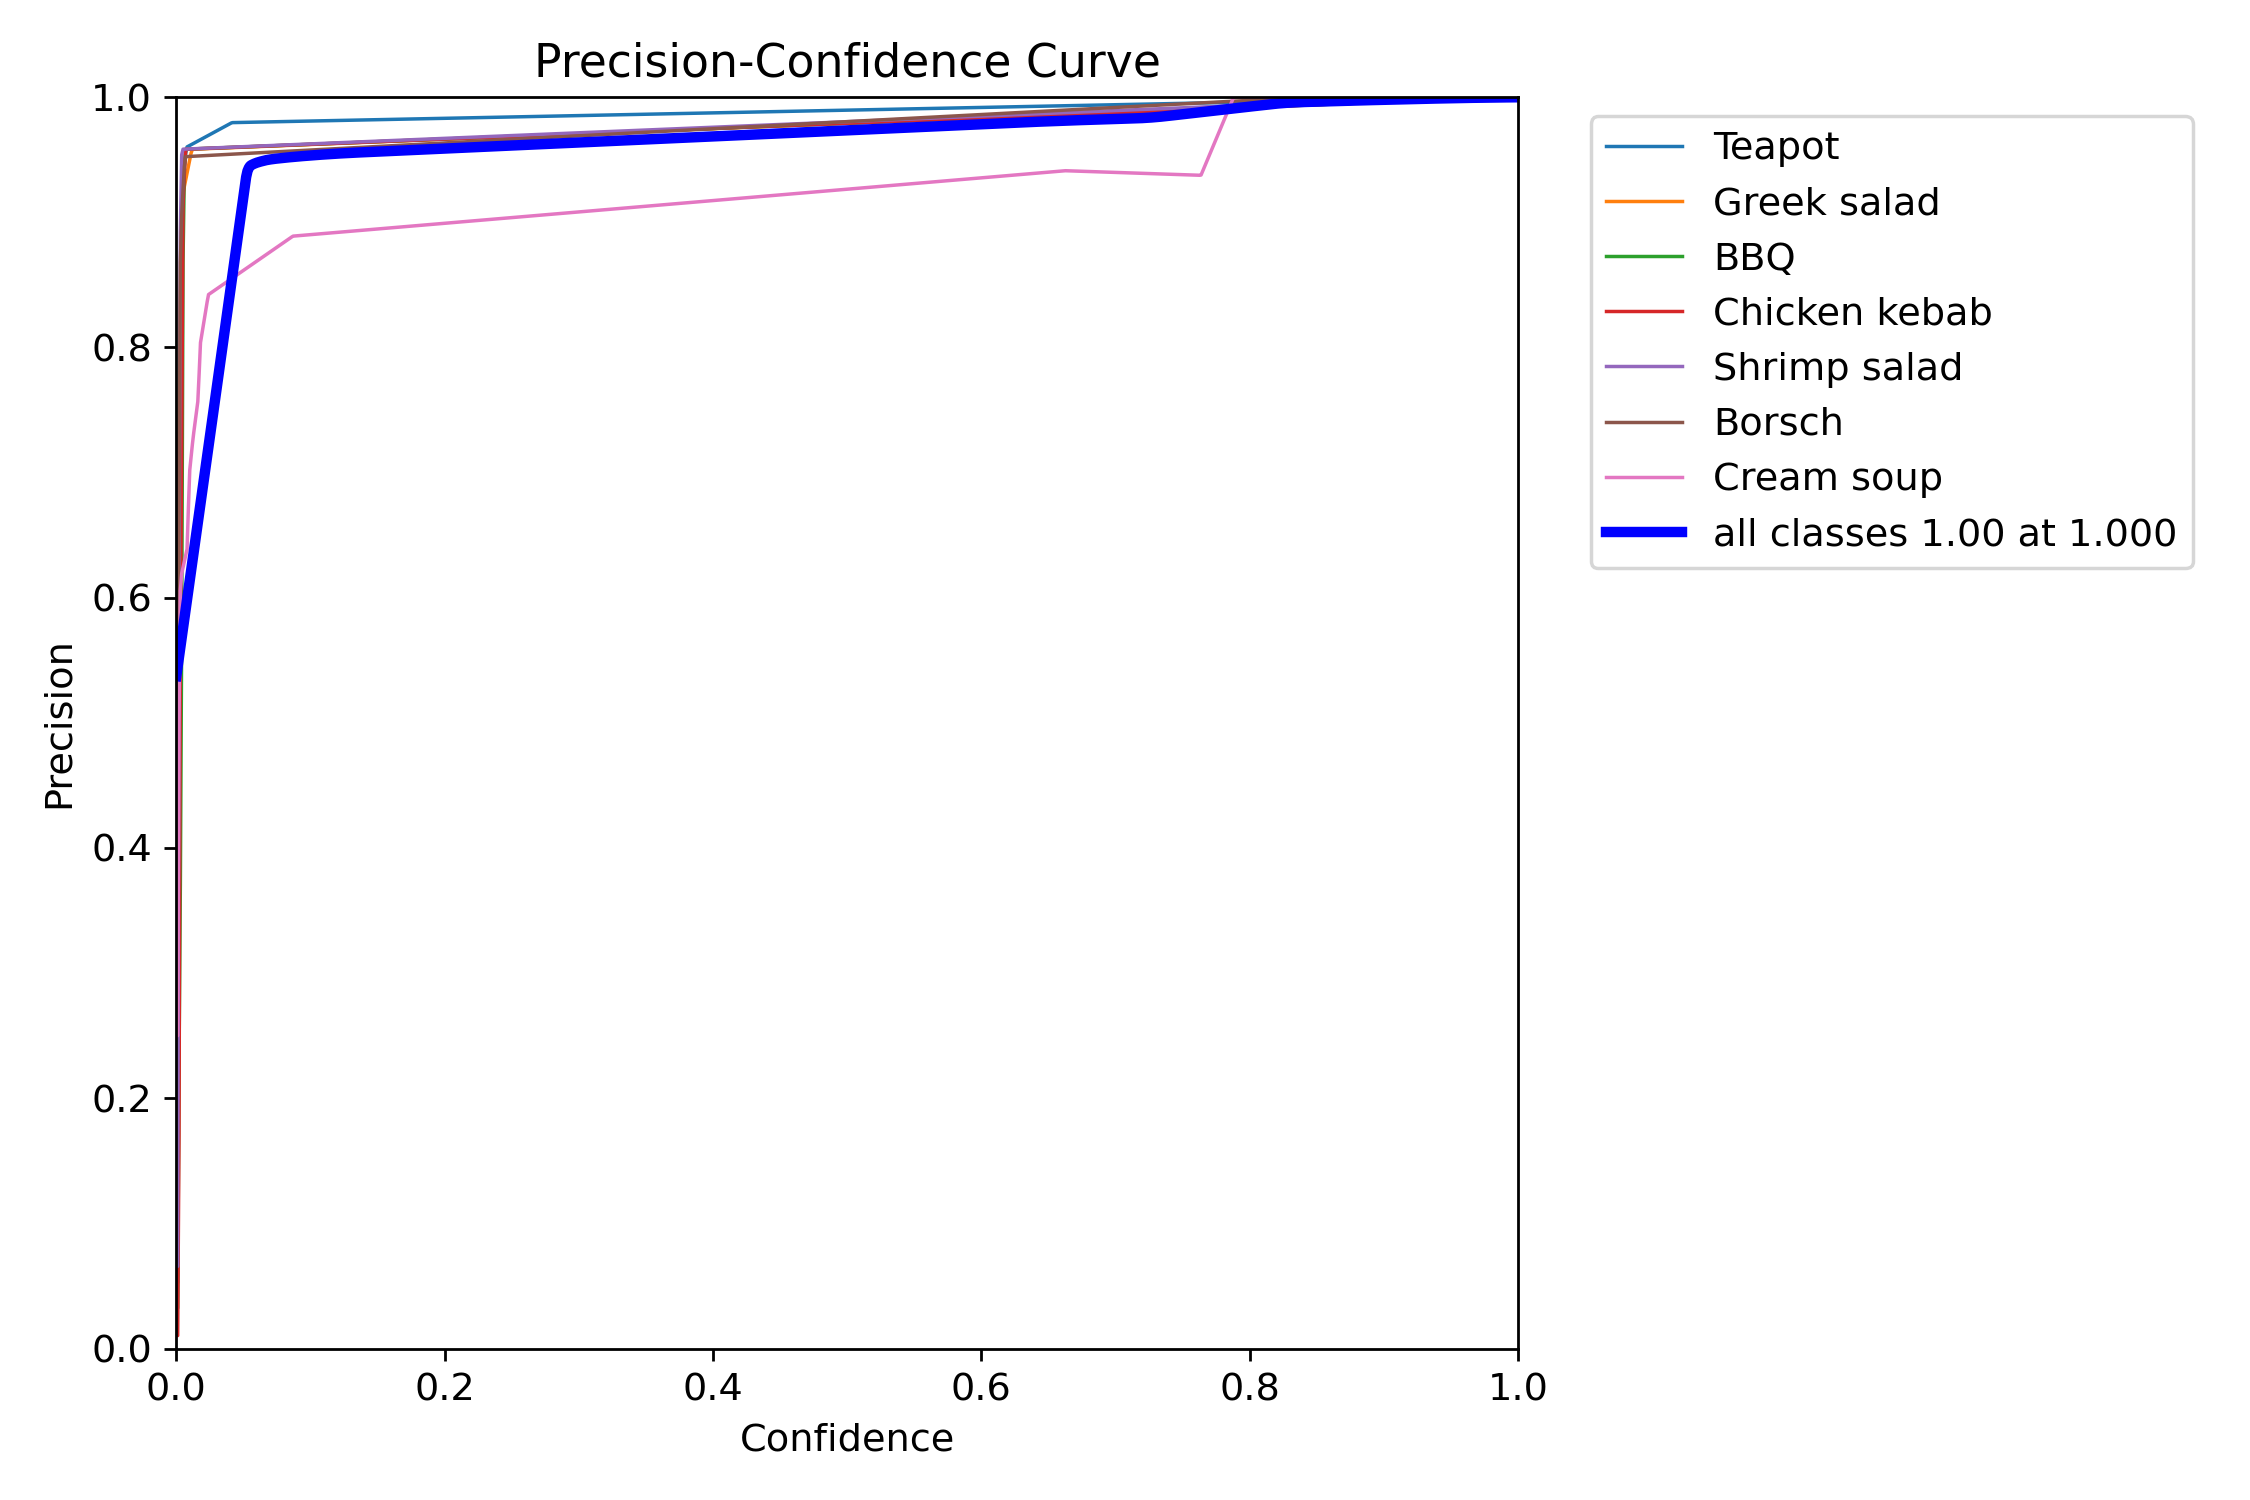 Precision-Confidence Curve
1.0
0.8
0.6
0.4
0.2
0.0
Precision
0.0 0.2 0.4 0.6 0.8 1.0
Confidence
Teapot
Greek salad
BBQ
Chicken kebab
Shrimp salad
Borsch
Cream soup
all classes 1.00 at 1.000